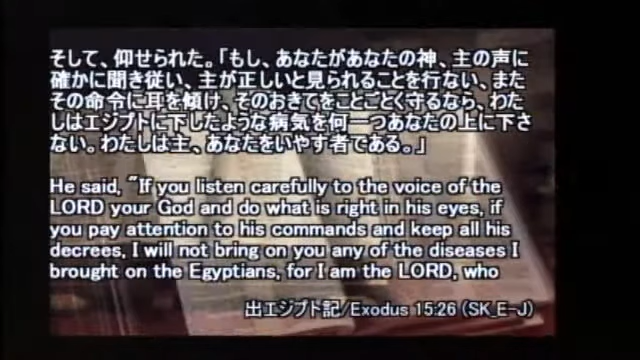 そして、仰せられた。「もし、あなたがあなたの神、主の声に
確かに聞き従い、主が正しいと見られることを行ない、また
その命令に耳を傾け、そのおきてをことごとく守るなら、わた
しはエジプトに下したような病気を何一つあなたの上に下さ
ない。わたしは主、あなたをいやす者である。」
He said, "If you listen carefully to the voice of the
LORD your God and do what is right in his eyes, if
you pay attention to his commands and keep all his
decrees, I will not bring on you any of the diseases I
brought on the Egyptians, for I am the LORD, who
出エジプト記/Exodus 15:26 (SK_E-J)